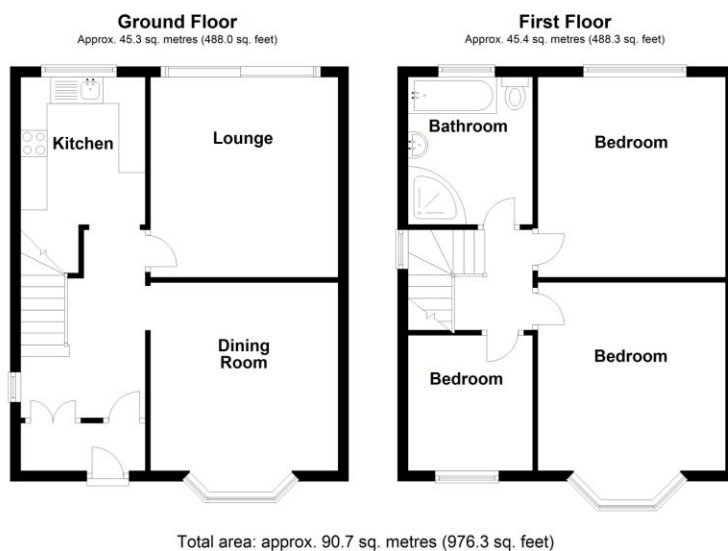 Ground Floor
Approx. 45.3 sq. metres (488.0 sq. feet)
Kitchen
Lounge
Dining
Room
First Floor
Approx. 45.4 sq. metres (488.3 sq. feet)
Bathroom
Bedroom
Bedroom
Bedroom
Total area: approx. 90.7 sq. metres (976.3 sq. feet)